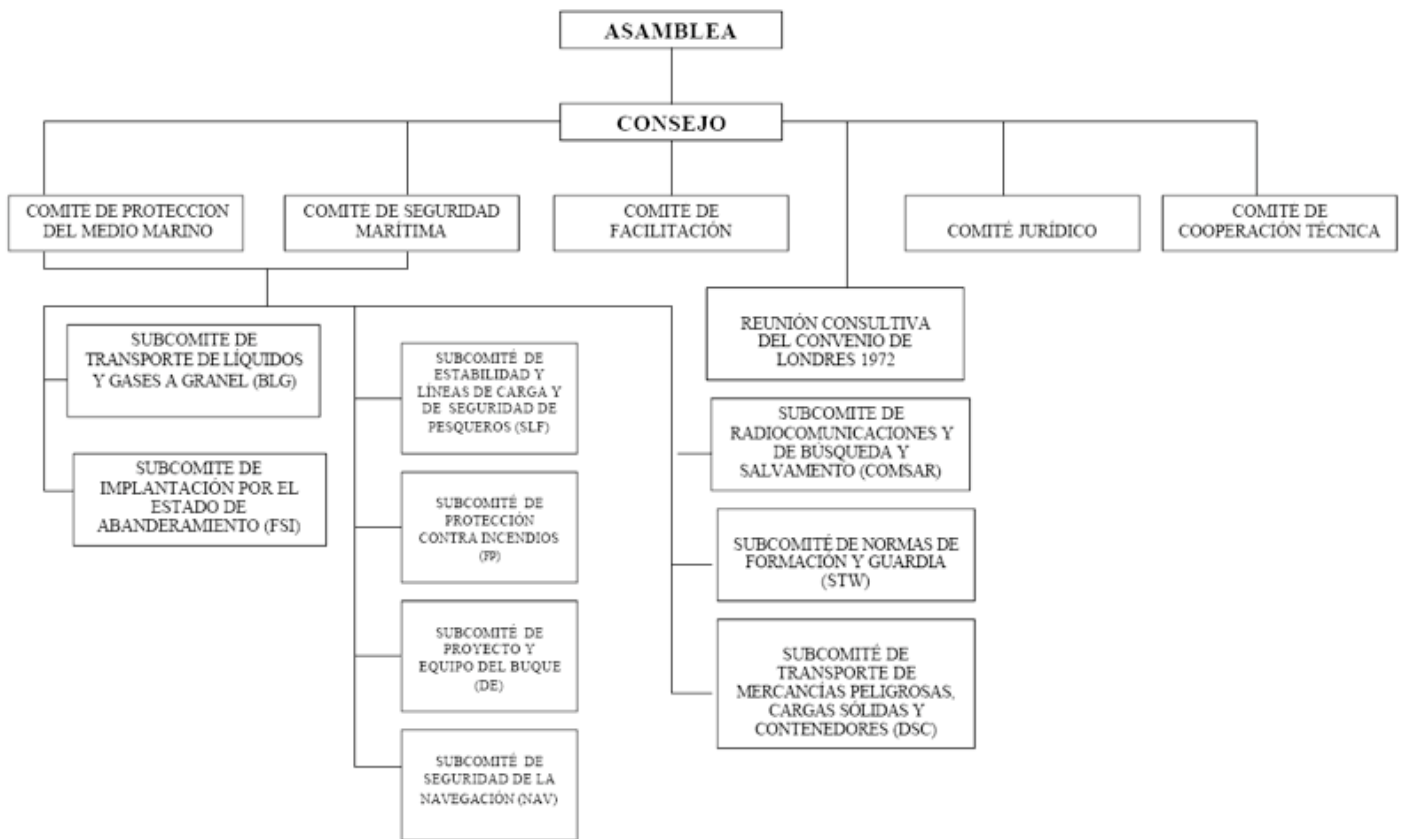 ASAMBLEA
CONSEJO
COMITE DE PROTECCION
DEL MEDIO MARINO
COMITE DE SEGURIDAD
MARÍTIMA
COMITE DE
FACILITACIÓN
COMITÉ JURÍDICO
COMITE DE
COOPERACIÓN TÉCNICA
SUBCOMITE DE
TRANSPORTE DE LÍQUIDOS
Y GASES A GRANEL (BLG)
SUBCOMITE DE
IMPLANTACIÓN POR EL
ESTADO DE
ABANDERAMIENTO (FSI)
SUBCOMITÉ DE
ESTABILIDAD Y
LÍNEAS DE CARGA Y
DE SEGURIDAD DE
PESQUEROS (SLF)
SUBCOMITÉ DE
PROTECCIÓN
CONTRA INCENDIOS
(FP)
SUBCOMITÉ DE
PROYECTO Y
EQUIPO DEL BUQUE
(DE)
SUBCOMITÉ DE
SEGURIDAD DE LA
NAVEGACIÓN (NAV)
REUNIÓN CONSULTIVA
DEL CONVENIO DE
LONDRES 1972
SUBCOMITE DE
RADIOCOMUNICACIONES Y
DE BÚSQUEDA Y
SALVAMENTO (COMSAR)
SUBCOMITÉ DE NORMAS DE
FORMACIÓN Y GUARDIA
(STW)
SUBCOMITÉ DE
TRANSPORTE DE
MERCANCÍAS PELIGROSAS,
CARGAS SÓLIDAS Y
CONTENEDORES (DSC)